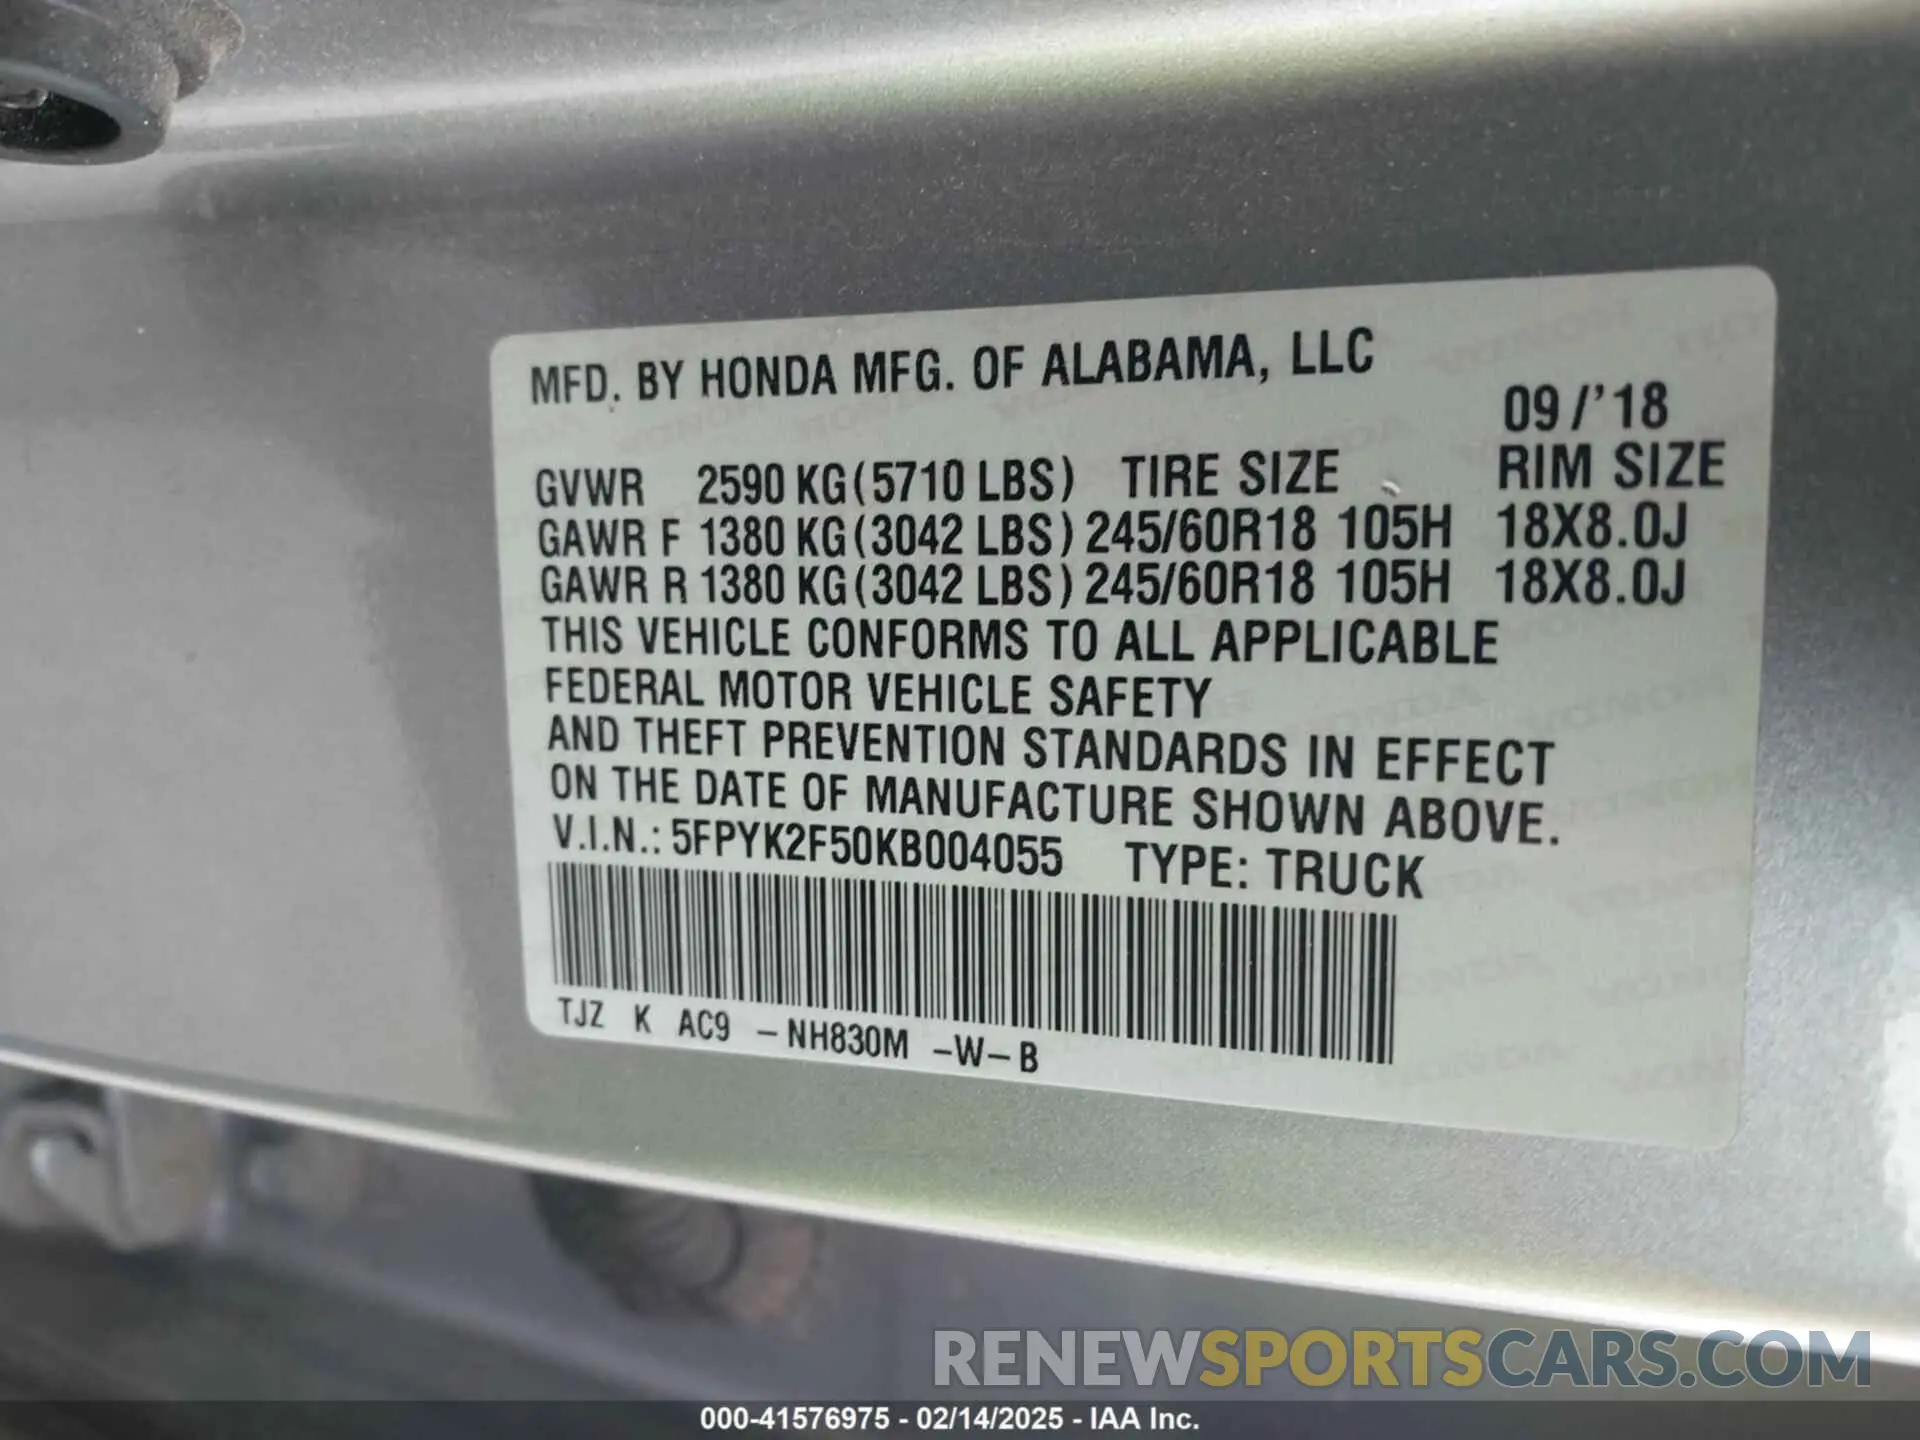 MFD. BY HONDA MFG. OF ALABAMA, LLC
09/'18
GVWR 2590 KG(5710 LBS) TIRE SIZE RIM SIZE
GAWR F 1380 KG(3042 LBS) 245/60R18 105H 18X8.0J
GAWR R 1380 KG(3042 LBS) 245/60R18 105H 18X8.0J
THIS VEHICLE CONFORMS TO ALL APPLICABLE
FEDERAL MOTOR VEHICLE SAFETY
AND THEFT PREVENTION STANDARDS IN EFFECT
ON THE DATE OF MANUFACTURE SHOWN ABOVE.
V.I.N.: 5FPYK2F50KB004055 TYPE: TRUCK
TJZ K AC9 -NH830M -W-B
RENEWSPORTSCARS.COM
000-41576975 - 02/14/2025 - IAA Inc.